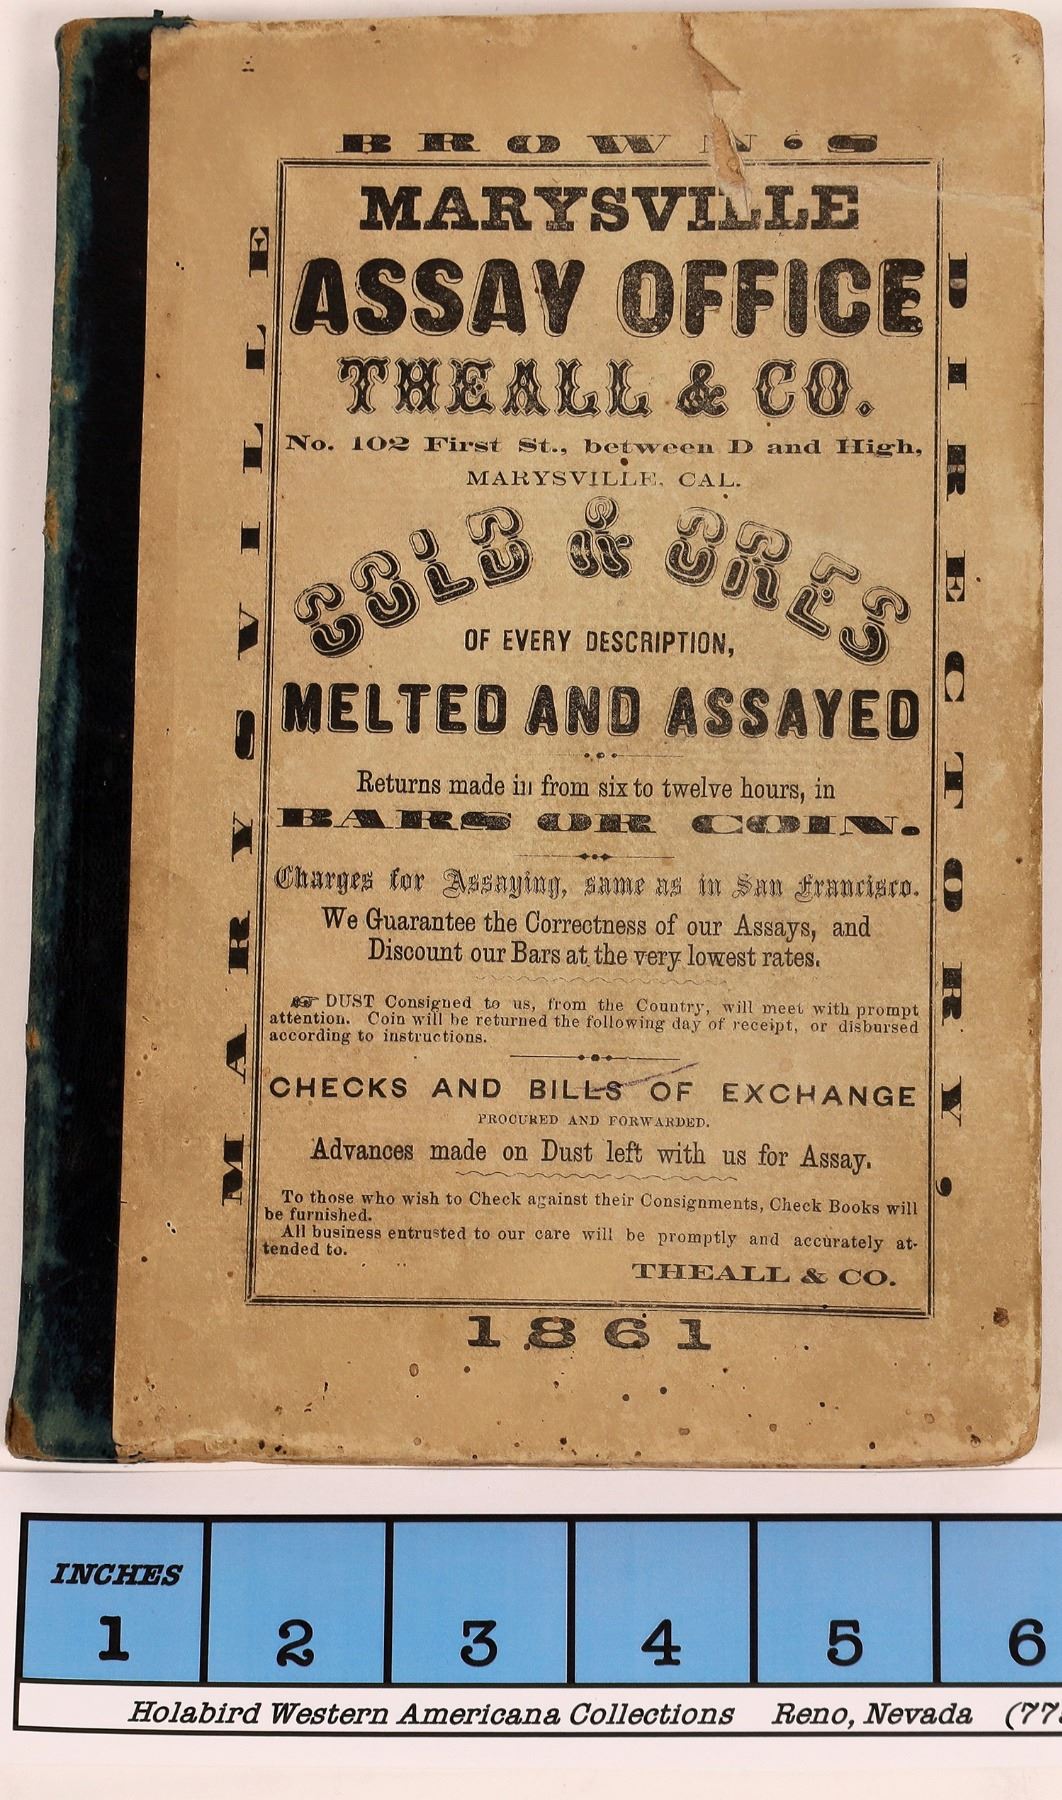 BROWN'S
MARYSVILLE
DIRECTORY,
MARYSVILLE
ASSAY OFFICE
THEALL & CO.
No. 102 First St., between D and High,
MARYSVILLE, CAL.
GOLD & ORES
OF EVERY DESCRIPTION,
MELTED AND ASSAYED
Returns made in from six to twelve hours, in
BARS OR COIN.
Charges for Assaying, same as in San Francisco.
We Guarantee the Correctness of our Assays, and
Discount our Bars at the very lowest rates.
☞ DUST Consigned to us, from the Country, will meet with prompt
attention. Coin will be returned the following day of receipt, or disbursed
according to instructions.
CHECKS AND BILLS OF EXCHANGE
PROCURED AND FORWARDED.
Advances made on Dust left with us for Assay.
To those who wish to Check against their Consignments, Check Books will
be furnished.
All business entrusted to our care will be promptly and accurately at-
tended to.
THEALL & CO.
1861
INCHES
1 2 3 4 5 6
Holabird Western Americana Collections Reno, Nevada (775